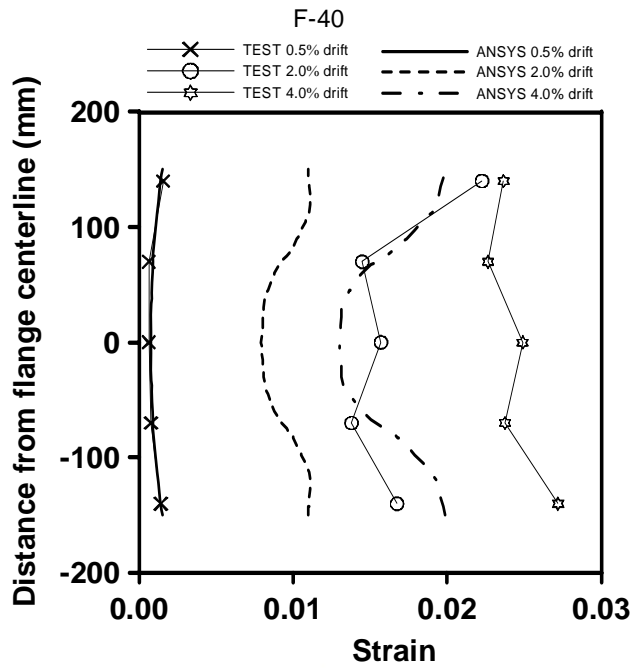 F-40
TEST 0.5% drift
ANSYS 0.5% drift
TEST 2.0% drift
ANSYS 2.0% drift
TEST 4.0% drift
ANSYS 4.0% drift
Distance from flange centerline (mm)
200
100
0
-100
-200
0.00
0.01
0.02
0.03
Strain